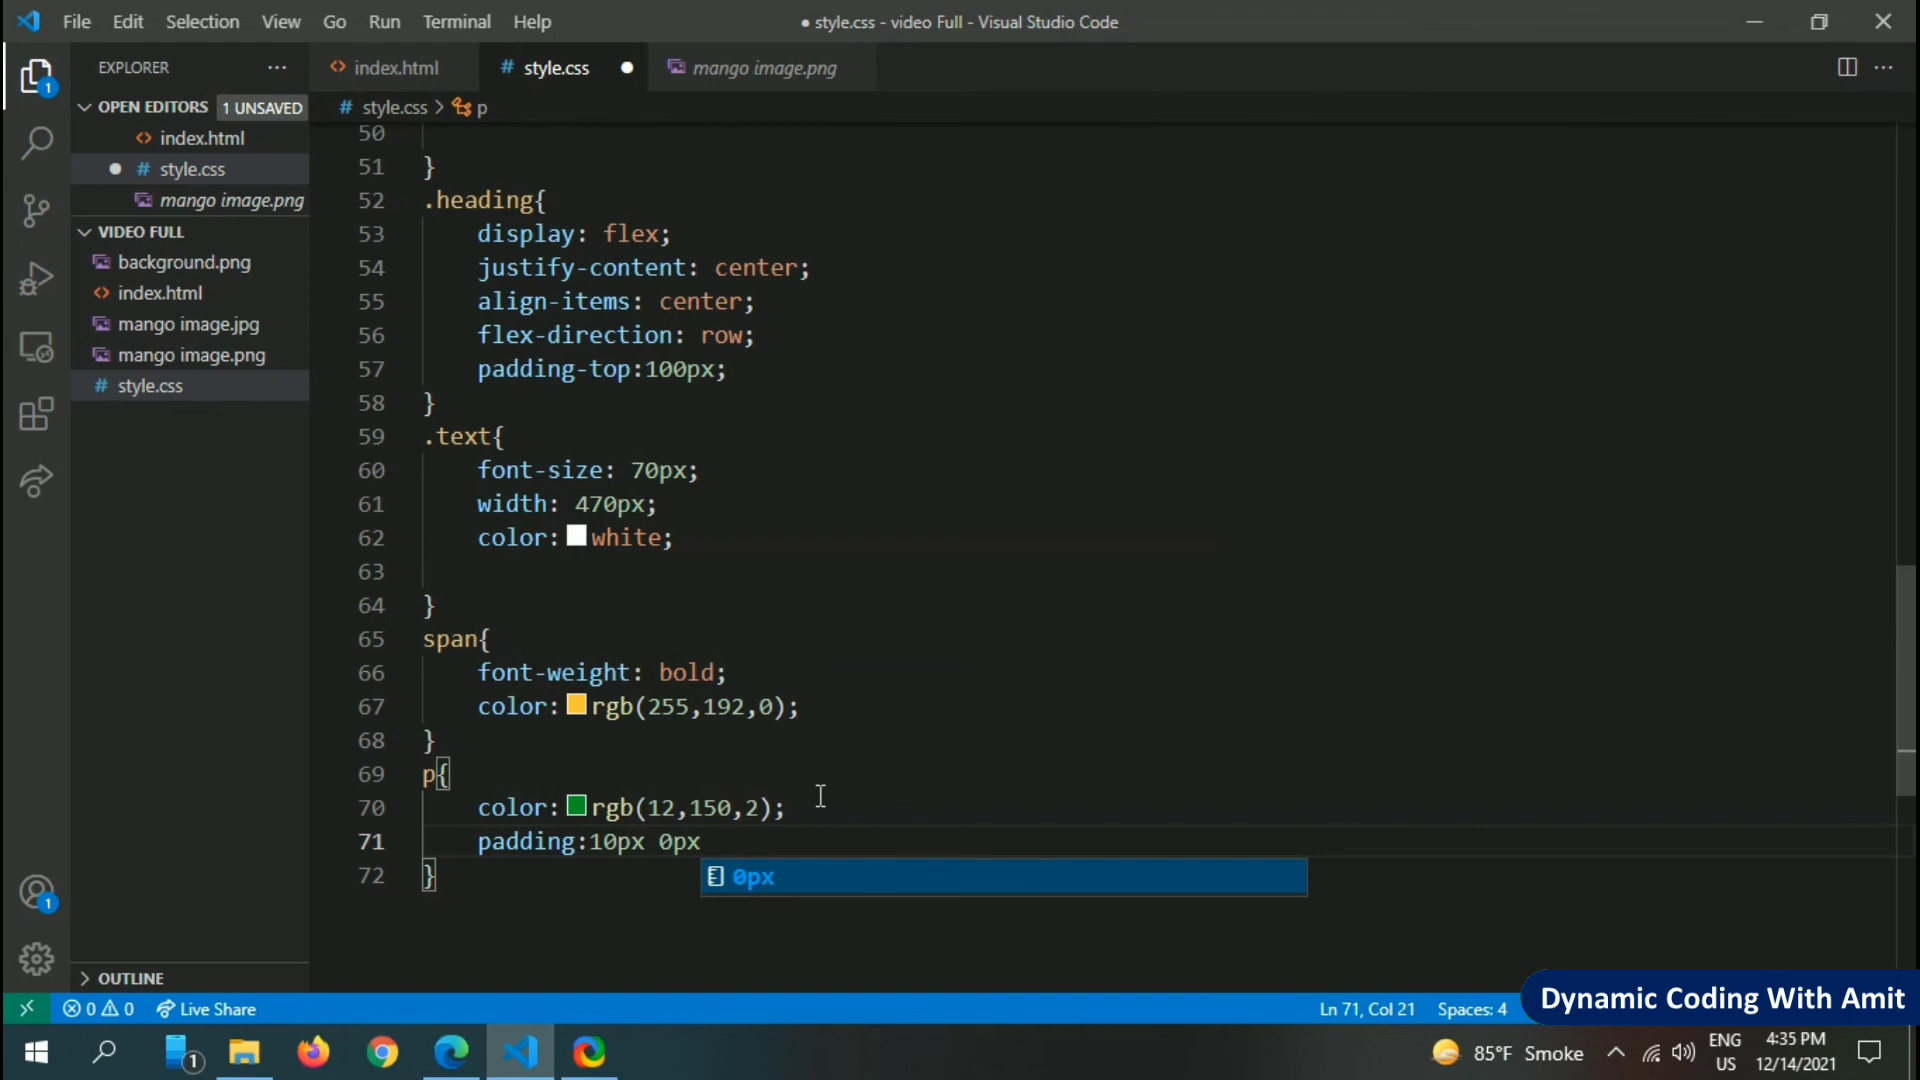 File Edit Selection View Go Run Terminal Help
● style.css - video Full - Visual Studio Code
EXPLORER ···
<> index.html
# style.css ●
mango image.png
···
OPEN EDITORS 1 UNSAVED
<> index.html
● # style.css
mango image.png
VIDEO FULL
background.png
<> index.html
mango image.jpg
mango image.png
# style.css
OUTLINE
1
1
# style.css > p
50
51 }
52 .heading{
53 display: flex;
54 justify-content: center;
55 align-items: center;
56 flex-direction: row;
57 padding-top:100px;
58 }
59 .text{
60 font-size: 70px;
61 width: 470px;
62 color: white;
63
64 }
65 span{
66 font-weight: bold;
67 color: rgb(255,192,0);
68 }
69 p{
70 color: rgb(12,150,2);
71 padding:10px 0px
72 }
0px
0 0 Live Share
Ln 71, Col 21 Spaces: 4
Dynamic Coding With Amit
1
85°F Smoke
ENG
US
4:35 PM
12/14/2021